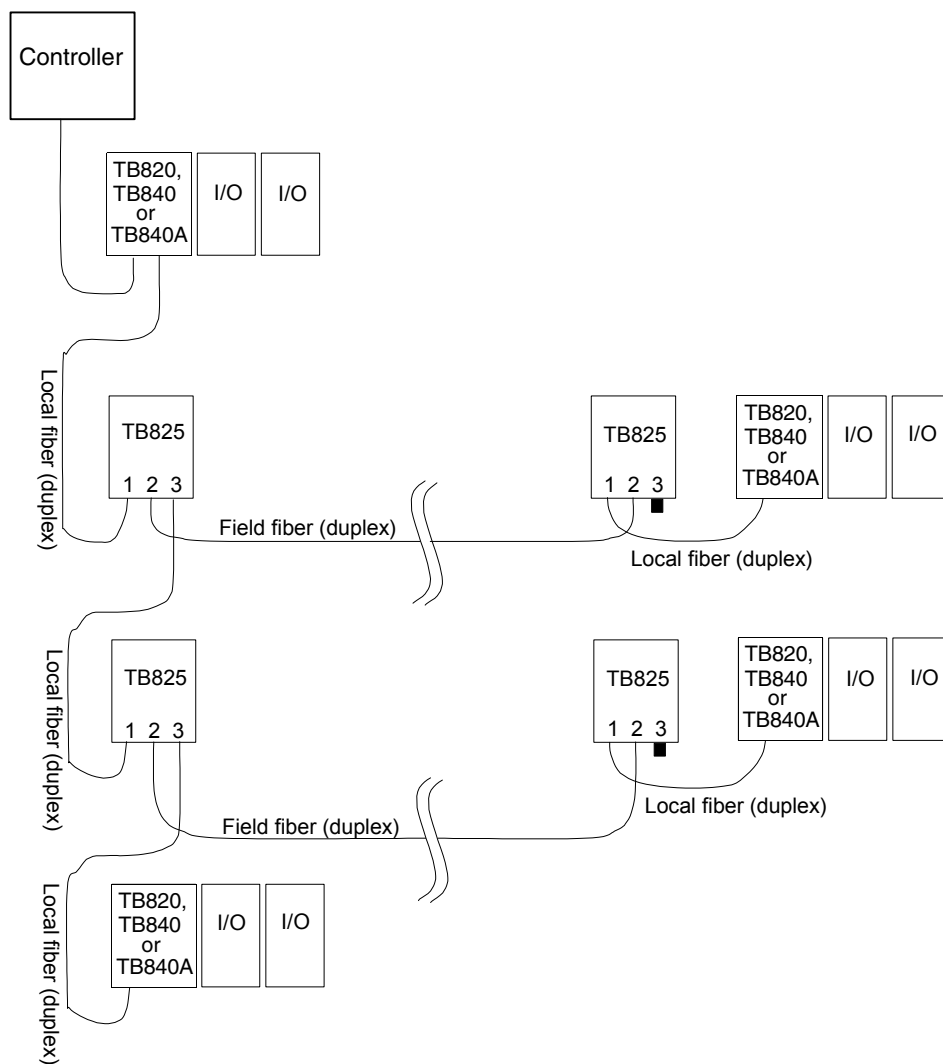 Controller
TB820,
TB840
or
TB840A
I/O
I/O
Local fiber (duplex)
TB825
1 2 3
Field fiber (duplex)
TB825
1 2 3
Local fiber (duplex)
TB820,
TB840
or
TB840A
I/O
I/O
Local fiber (duplex)
TB825
1 2 3
Field fiber (duplex)
TB825
1 2 3
Local fiber (duplex)
TB820,
TB840
or
TB840A
I/O
I/O
Local fiber (duplex)
TB820,
TB840
or
TB840A
I/O
I/O